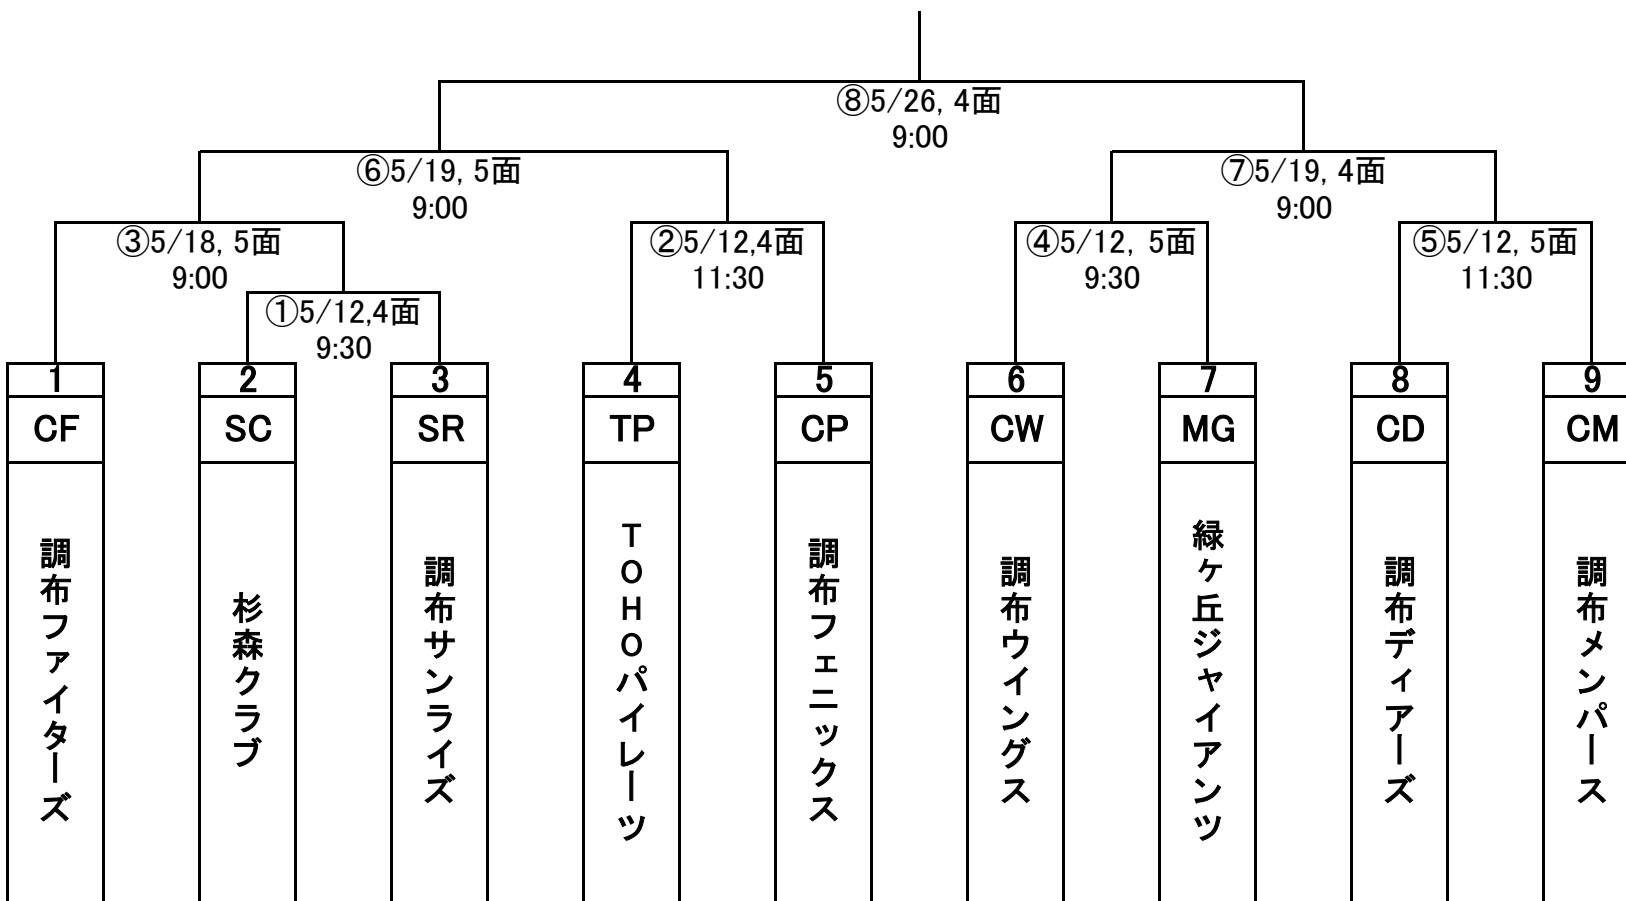 ⑧5/26, 4面
9:00
⑥5/19, 5面
9:00
⑦5/19, 4面
9:00
③5/18, 5面
9:00
②5/12,4面
11:30
④5/12, 5面
9:30
⑤5/12, 5面
11:30
①5/12,4面
9:30
1
2
3
4
5
6
7
8
9
CF
SC
SR
TP
CP
CW
MG
CD
CM
調布ファイターズ
杉森クラブ
調布サンライズ
TOHOパイレーツ
調布フェニックス
調布ウイングス
緑ヶ丘ジャイアンツ
調布ディアーズ
調布メンパース